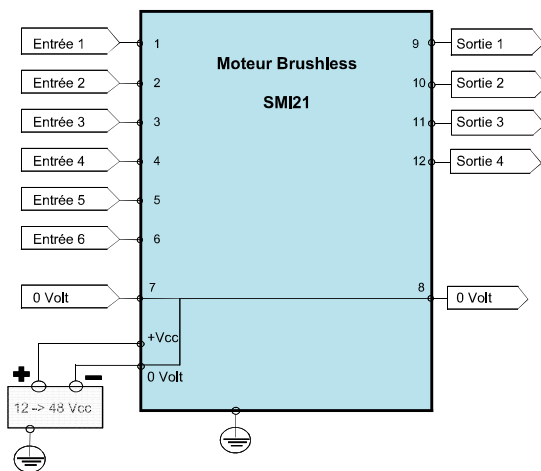 Moteur Brushless
SMI21
Entrée 1
1
Entrée 2
2
Entrée 3
3
Entrée 4
4
Entrée 5
5
Entrée 6
6
0 Volt
7
9
Sortie 1
10
Sortie 2
11
Sortie 3
12
Sortie 4
8
0 Volt
+Vcc
0 Volt
+
−
12 -> 48 Vcc